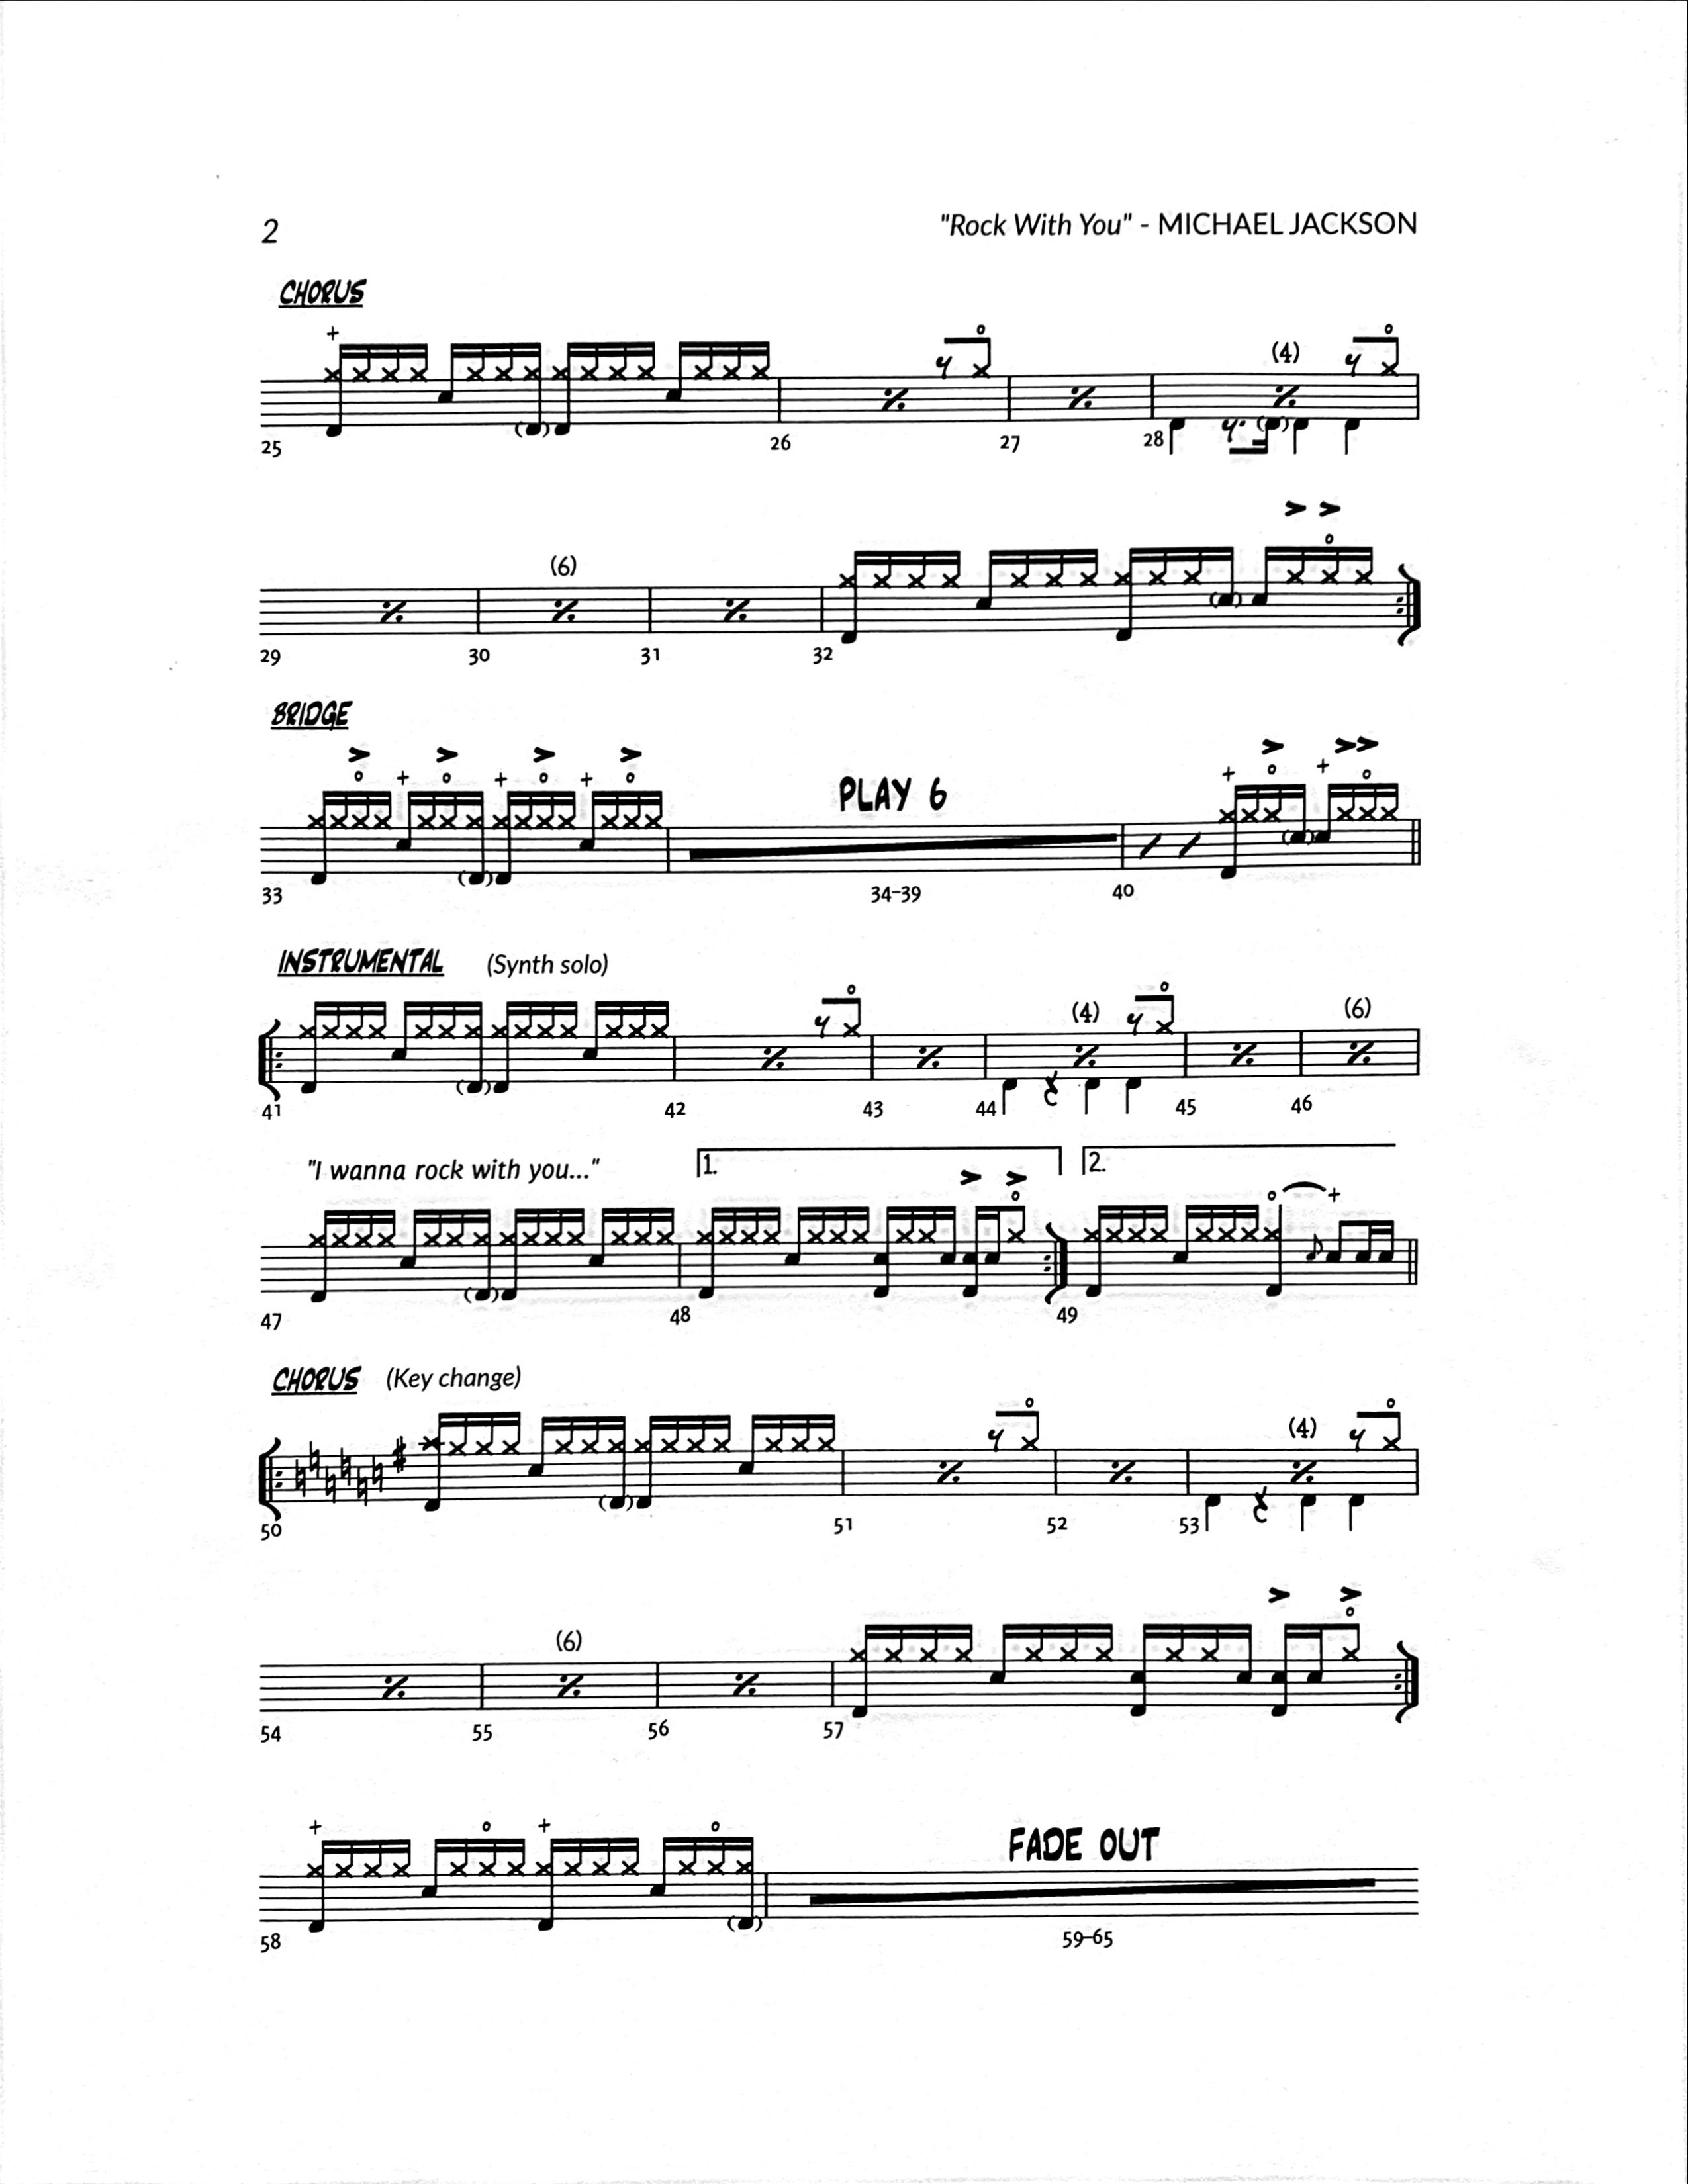 2
"Rock With You" - MICHAEL JACKSON
CHORUS
(4)
25 26 27 28
(6)
29 30 31 32
BRIDGE
PLAY 6
33 34-39 40
INSTRUMENTAL (Synth solo)
(4) (6)
41 42 43 44 45 46
"I wanna rock with you..." 1. 2.
47 48 49
CHORUS (Key change)
(4)
50 51 52 53
(6)
54 55 56 57
FADE OUT
58 59-65